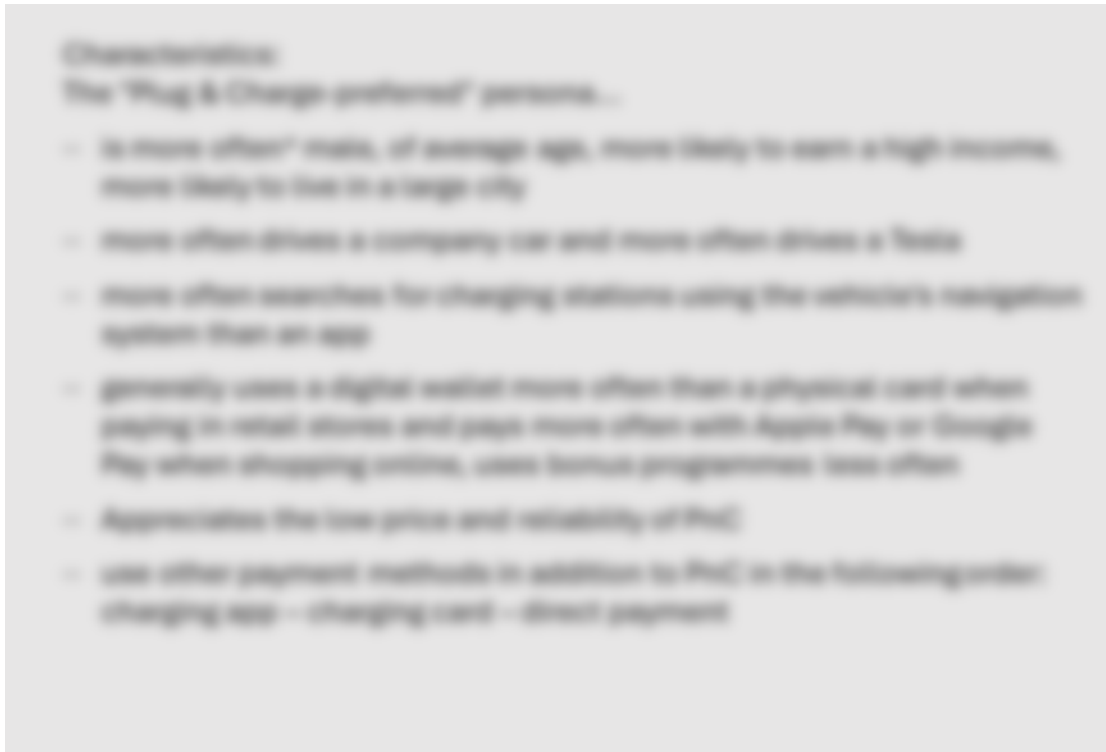 Characteristics:
The "Plug & Charge-preferred" persona...
– is more often* male, of average age, more likely to earn a high income,
more likely to live in a large city
– more often drives a company car and more often drives a Tesla
– more often searches for charging stations using the vehicle's navigation
system than an app
– generally uses a digital wallet more often than a physical card when
paying in retail stores and pays more often with Apple Pay or Google
Pay when shopping online, uses bonus programmes less often
– Appreciates the low price and reliability of PnC
– use other payment methods in addition to PnC in the following order:
charging app – charging card – direct payment